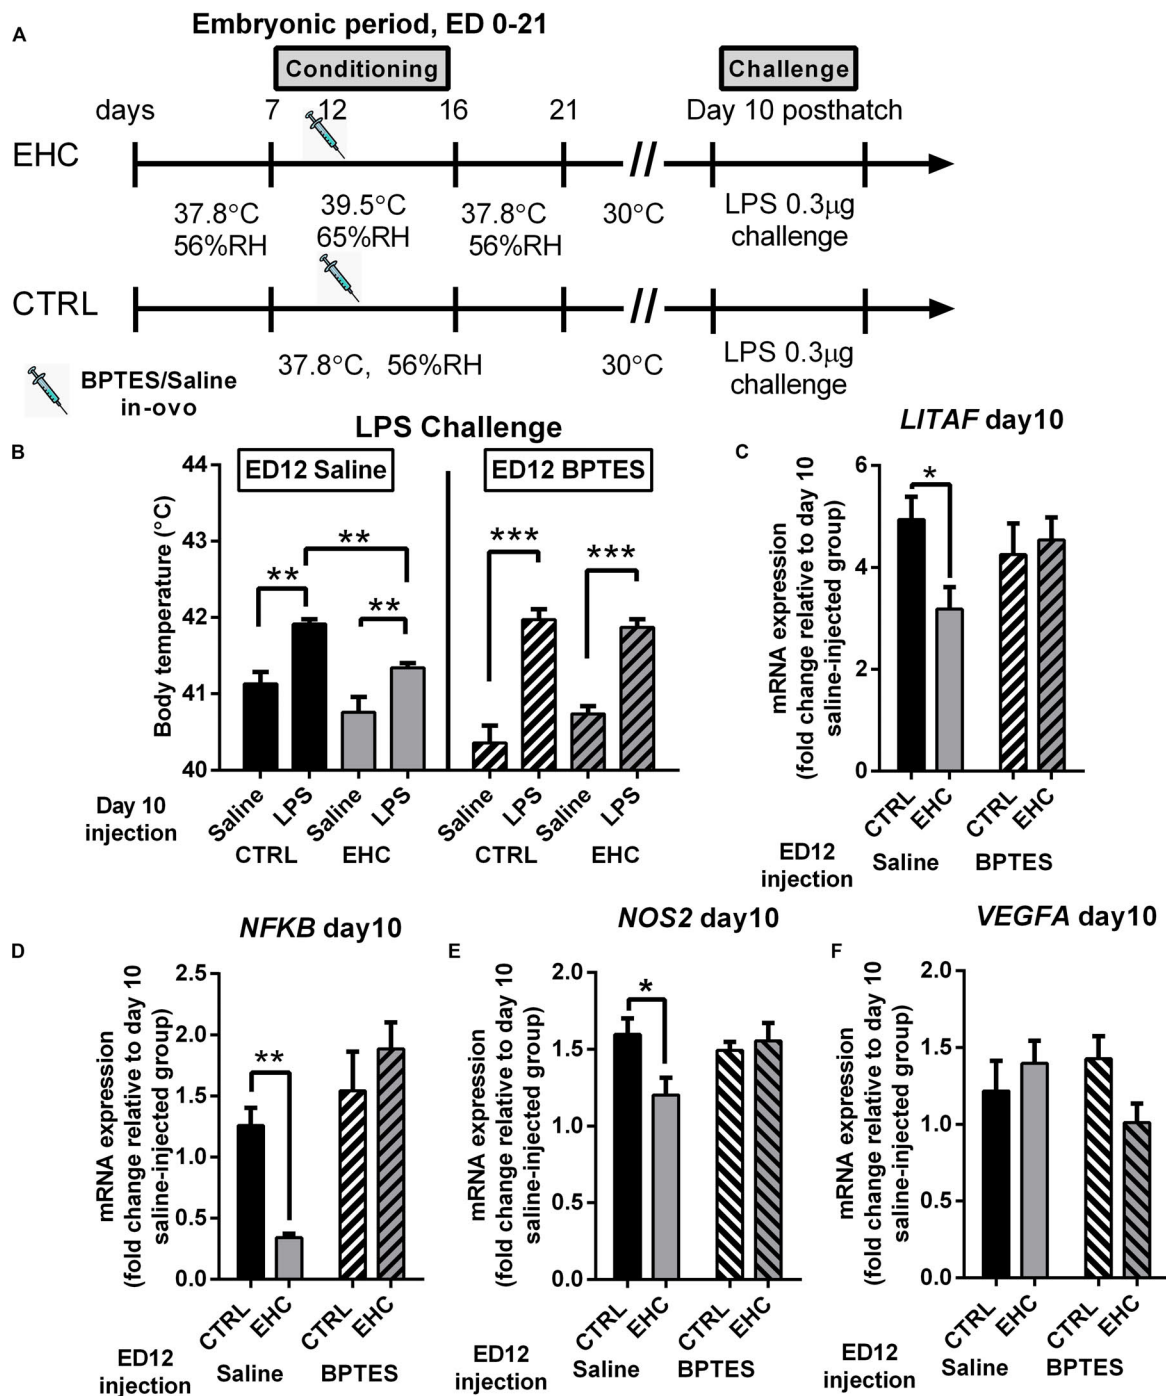 A
Embryonic period, ED 0-21
Conditioning
Challenge
days 7 12 16 21 Day 10 posthatch
EHC
37.8°C 39.5°C 37.8°C 30°C LPS 0.3µg
56%RH 65%RH 56%RH challenge
CTRL
37.8°C, 56%RH 30°C LPS 0.3µg
challenge
BPTES/Saline
in-ovo
B
LPS Challenge
ED12 Saline
ED12 BPTES
Body temperature (°C)
44
43
42
41
40
** ** ** *** ***
Day 10
injection
Saline LPS Saline LPS Saline LPS Saline LPS
CTRL EHC CTRL EHC
C
LITAF day10
mRNA expression
(fold change relative to day 10
saline-injected group)
6
4
2
0
*
CTRL EHC CTRL EHC
ED12
injection
Saline BPTES
D
NFKB day10
mRNA expression
(fold change relative to day 10
saline-injected group)
2.5
2.0
1.5
1.0
0.5
0.0
**
CTRL EHC CTRL EHC
ED12
injection
Saline BPTES
E
NOS2 day10
mRNA expression
(fold change relative to day 10
saline-injected group)
2.0
1.5
1.0
0.5
0.0
*
CTRL EHC CTRL EHC
ED12
injection
Saline BPTES
F
VEGFA day10
mRNA expression
(fold change relative to day 10
saline-injected group)
2.0
1.5
1.0
0.5
0.0
CTRL EHC CTRL EHC
ED12
injection
Saline BPTES